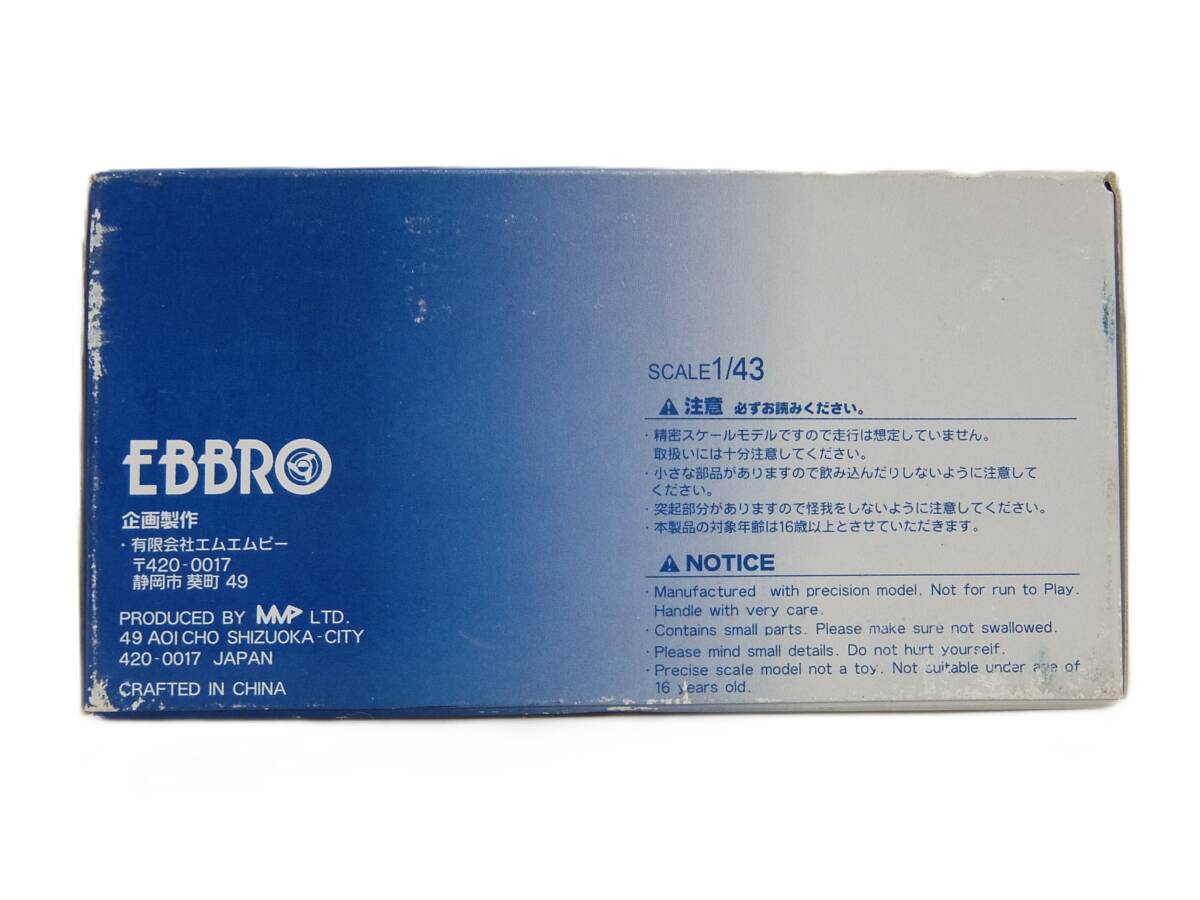 EBBRO
企画製作
・有限会社エムエムピー
〒420-0017
静岡市 葵町 49
PRODUCED BY MMP LTD.
49 AOI CHO SHIZUOKA-CITY
420-0017 JAPAN
CRAFTED IN CHINA
SCALE1/43
注意 必ずお読みください。
・精密スケールモデルですので走行は想定していません。
取扱いには十分注意してください。
・小さな部品がありますので飲み込んだりしないように注意して
ください。
・突起部分がありますので怪我をしないように注意してください。
・本製品の対象年齢は16歳以上とさせていただきます。
NOTICE
・Manufactured with precision model. Not for run to Play.
Handle with very care.
・Contains small parts. Please make sure not swallowed.
・Please mind small details. Do not hurt yourself.
・Precise scale model not a toy. Not suitable under age of
16 years old.